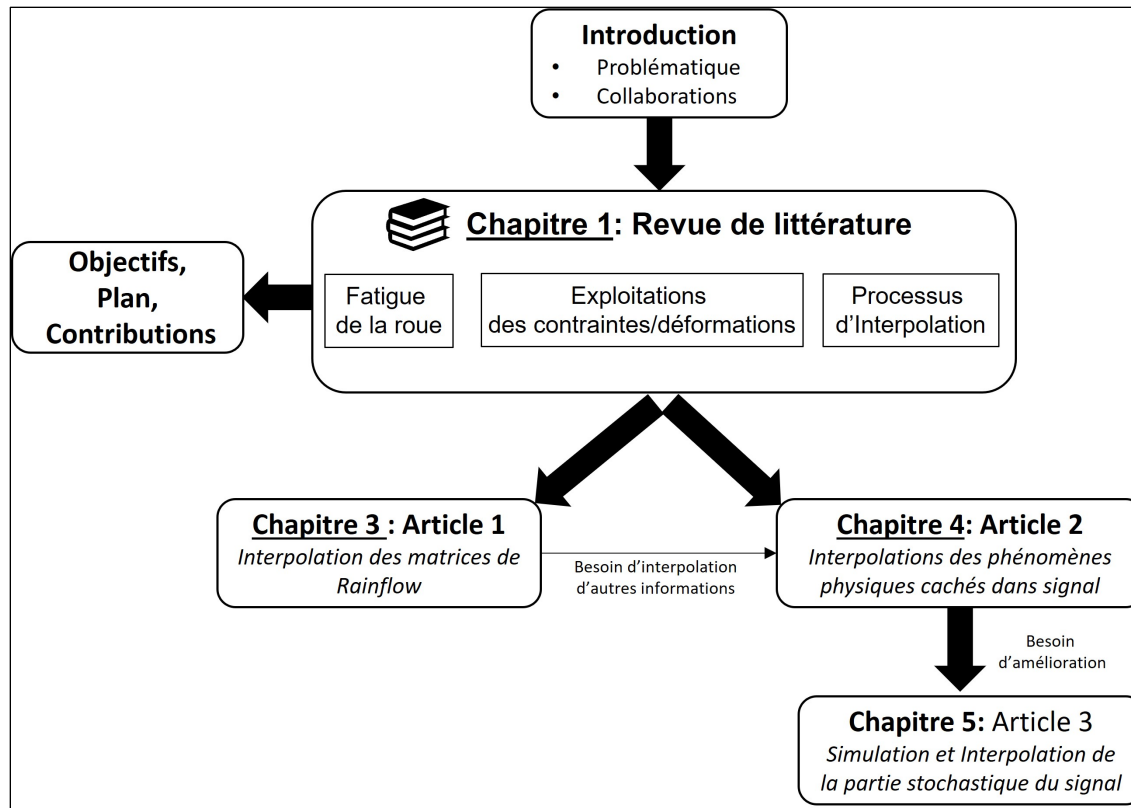 Introduction
• Problématique
• Collaborations
Chapitre 1: Revue de littérature
Objectifs,
Plan,
Contributions
Fatigue
de la roue
Exploitations
des contraintes/déformations
Processus
d'Interpolation
Chapitre 3 : Article 1
Interpolation des matrices de
Rainflow
Besoin d'interpolation
d'autres informations
Chapitre 4: Article 2
Interpolations des phénomènes
physiques cachés dans signal
Besoin
d'amélioration
Chapitre 5: Article 3
Simulation et Interpolation de
la partie stochastique du signal